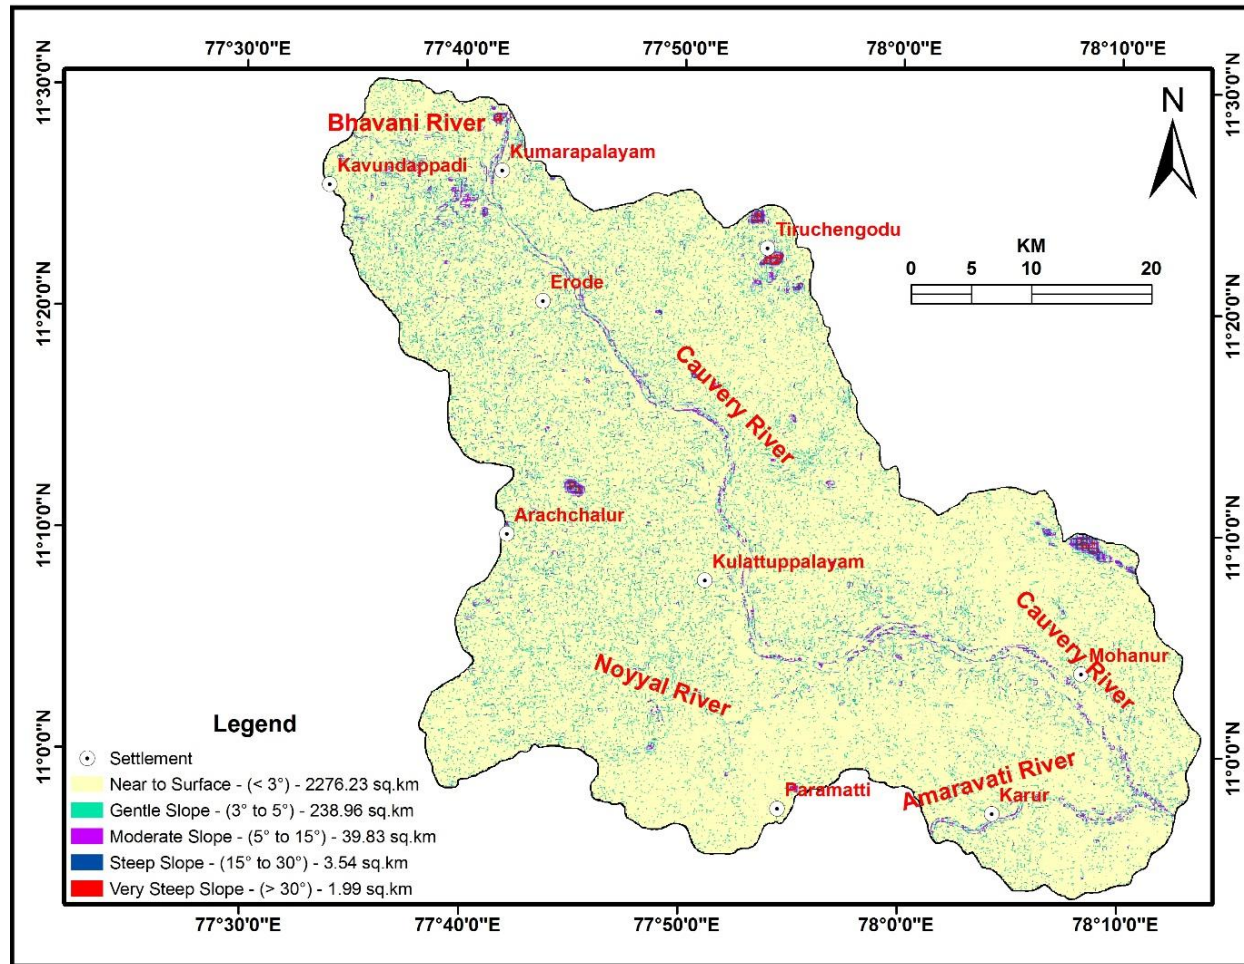 77°30'0"E
77°40'0"E
77°50'0"E
78°0'0"E
78°10'0"E
11°30'0"N
11°30'0"N
N
Bhavani River
Kumarapalayam
Kavundappadi
Tiruchengodu
KM
0 5 10 20
Erode
11°20'0"N
11°20'0"N
Cauvery River
Arachchalur
11°10'0"N
11°10'0"N
Kulattuppalayam
Cauvery River
Mohanur
Noyyal River
11°0'0"N
11°0'0"N
Amaravati River
Paramatti
Karur
Legend
Settlement
Near to Surface - (< 3°) - 2276.23 sq.km
Gentle Slope - (3° to 5°) - 238.96 sq.km
Moderate Slope - (5° to 15°) - 39.83 sq.km
Steep Slope - (15° to 30°) - 3.54 sq.km
Very Steep Slope - (> 30°) - 1.99 sq.km
77°30'0"E
77°40'0"E
77°50'0"E
78°0'0"E
78°10'0"E